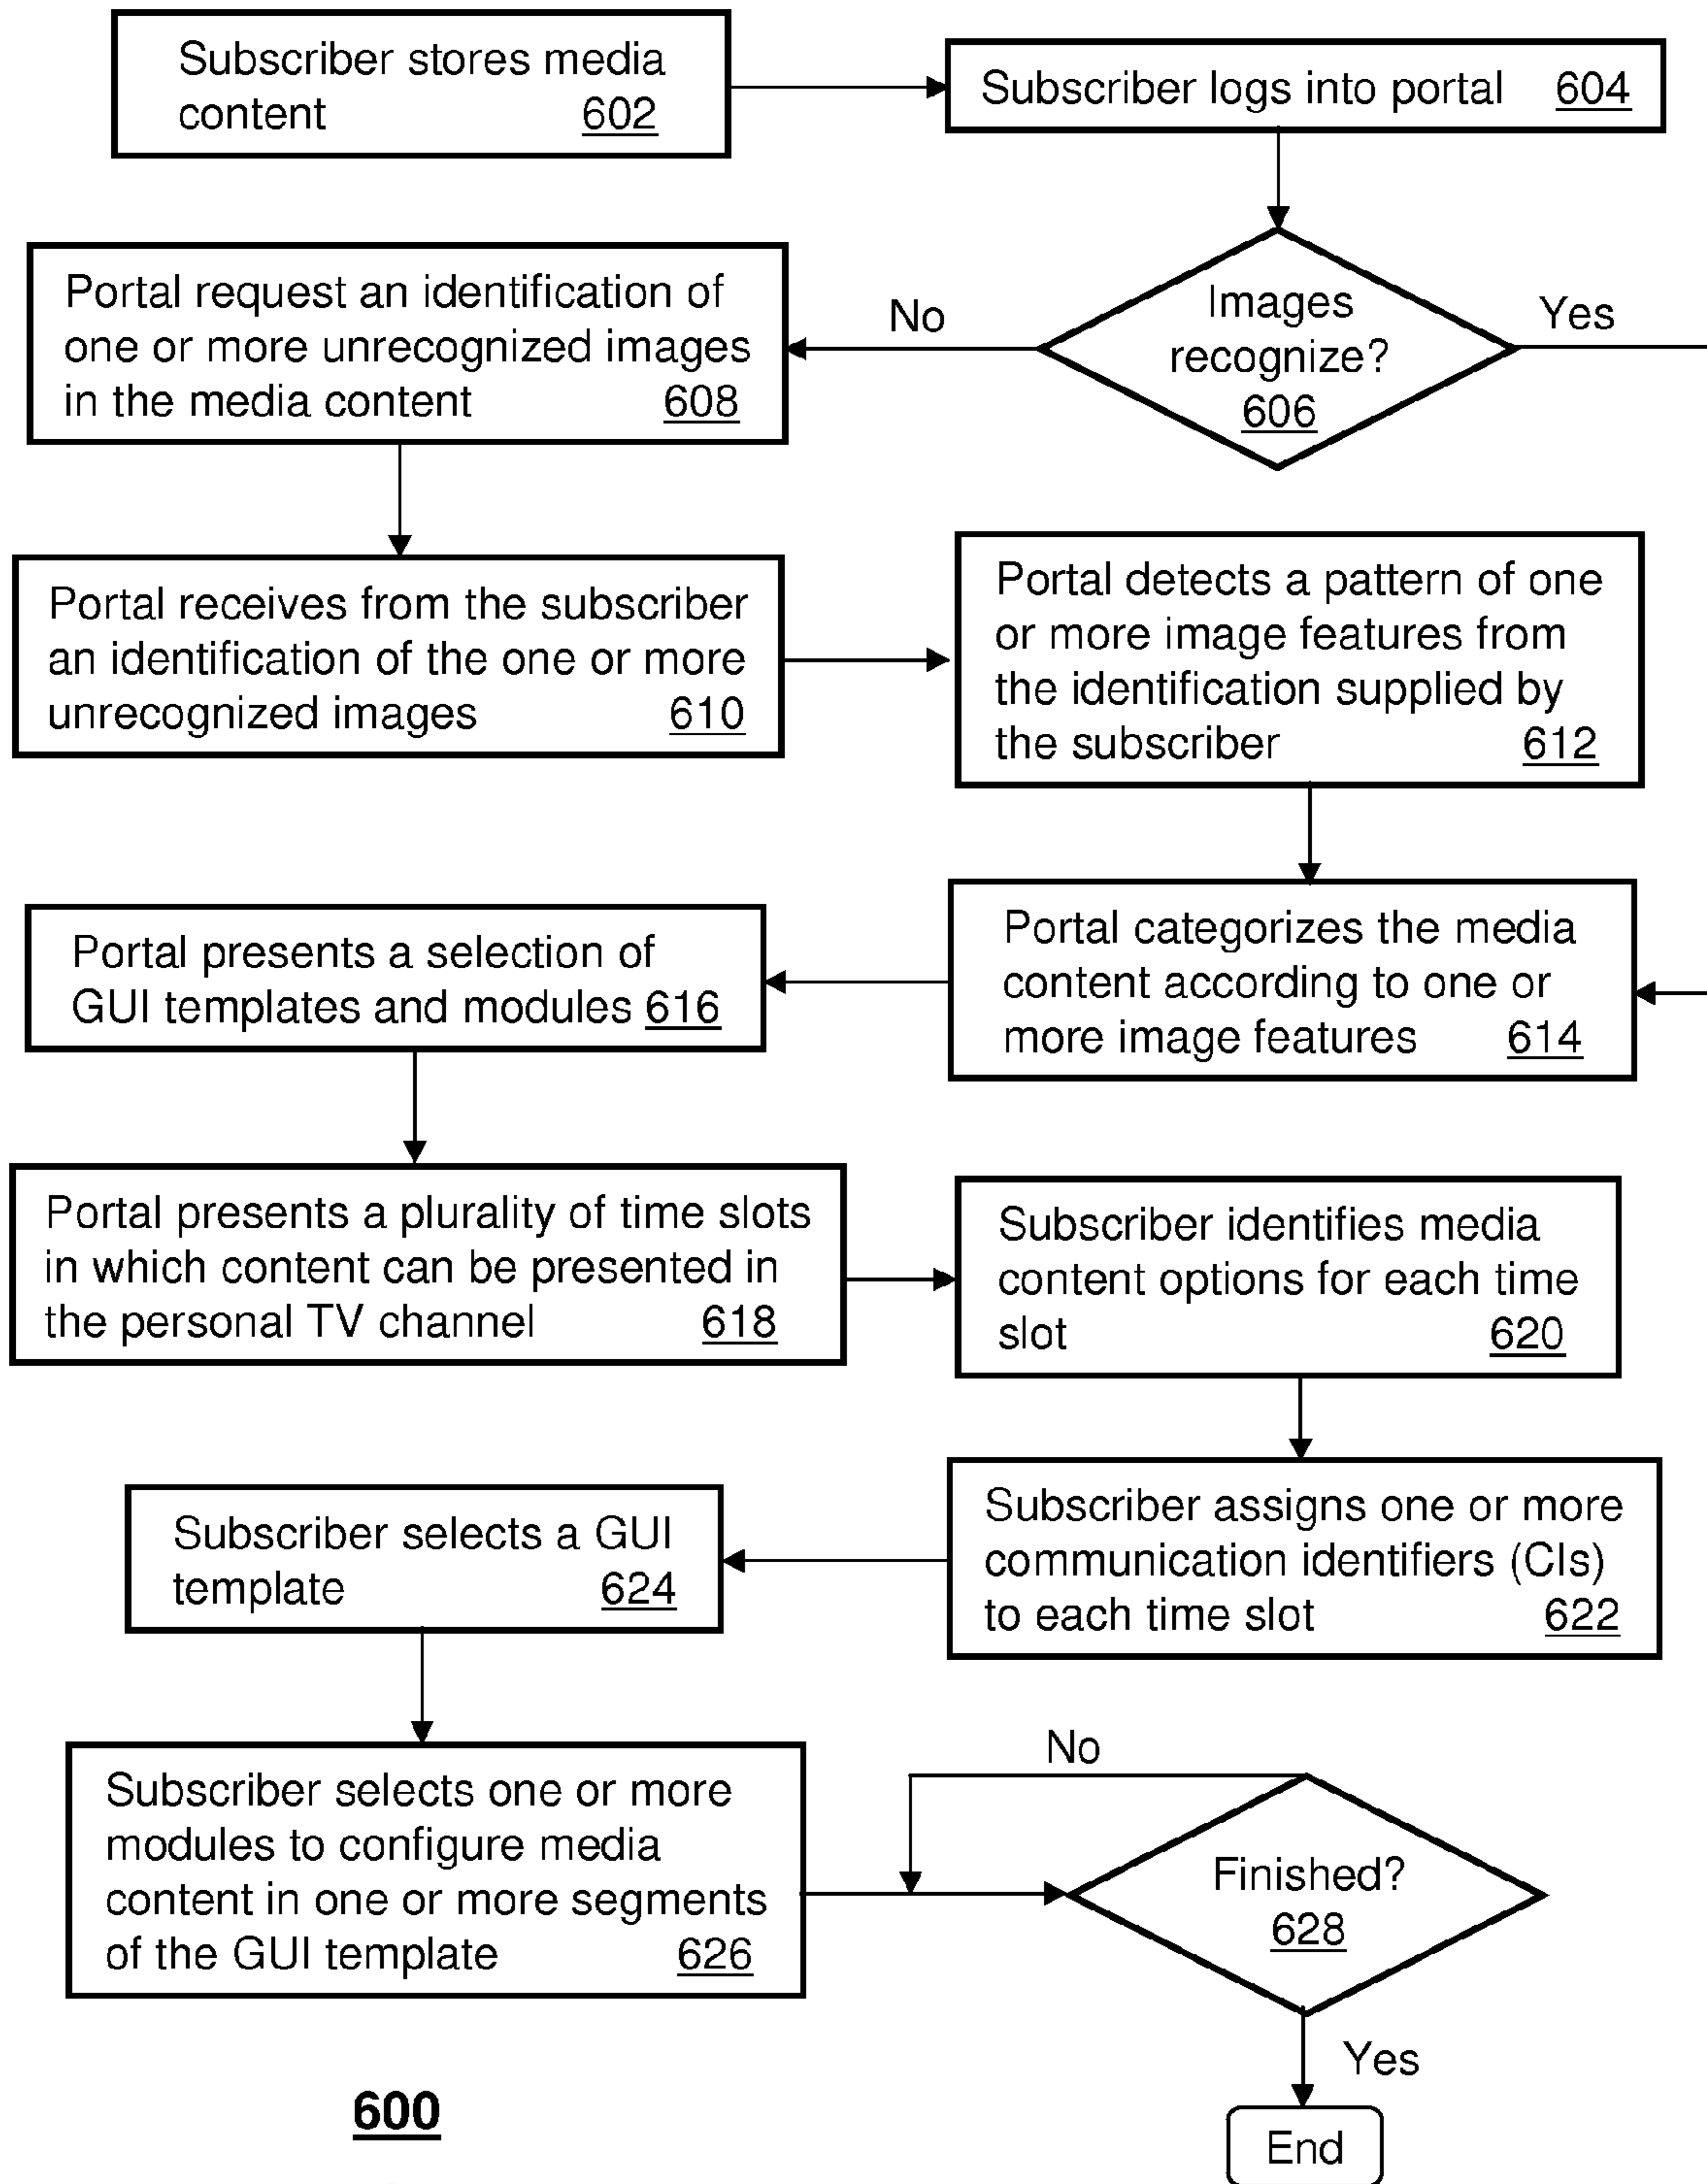 Subscriber stores media
content 602
Subscriber logs into portal 604
Images
recognize?
606
No
Yes
Portal request an identification of
one or more unrecognized images
in the media content 608
Portal receives from the subscriber
an identification of the one or more
unrecognized images 610
Portal detects a pattern of one
or more image features from
the identification supplied by
the subscriber 612
Portal categorizes the media
content according to one or
more image features 614
Portal presents a selection of
GUI templates and modules 616
Portal presents a plurality of time slots
in which content can be presented in
the personal TV channel 618
Subscriber identifies media
content options for each time
slot 620
Subscriber assigns one or more
communication identifiers (CIs)
to each time slot 622
Subscriber selects a GUI
template 624
Subscriber selects one or more
modules to configure media
content in one or more segments
of the GUI template 626
No
Finished?
628
Yes
End
600